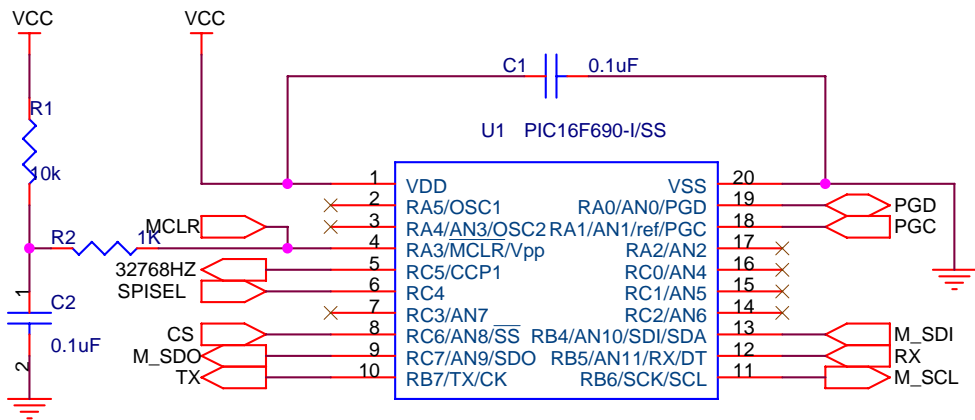 VCC VCC
C1 0.1uF
R1
U1 PIC16F690-I/SS
10k
1 VDD VSS 20
2 RA5/OSC1 RA0/AN0/PGD 19 PGD
MCLR 3 RA4/AN3/OSC2 RA1/AN1/ref/PGC 18 PGC
R2 1K 4 RA3/MCLR/Vpp RA2/AN2 17
32768HZ 5 RC5/CCP1 RC0/AN4 16
SPISEL 6 RC4 RC1/AN5 15
1 C2 7 RC3/AN7 RC2/AN6 14
CS 8 RC6/AN8/SS RB4/AN10/SDI/SDA 13 M_SDI
2 0.1uF M_SDO 9 RC7/AN9/SDO RB5/AN11/RX/DT 12 RX
TX 10 RB7/TX/CK RB6/SCK/SCL 11 M_SCL